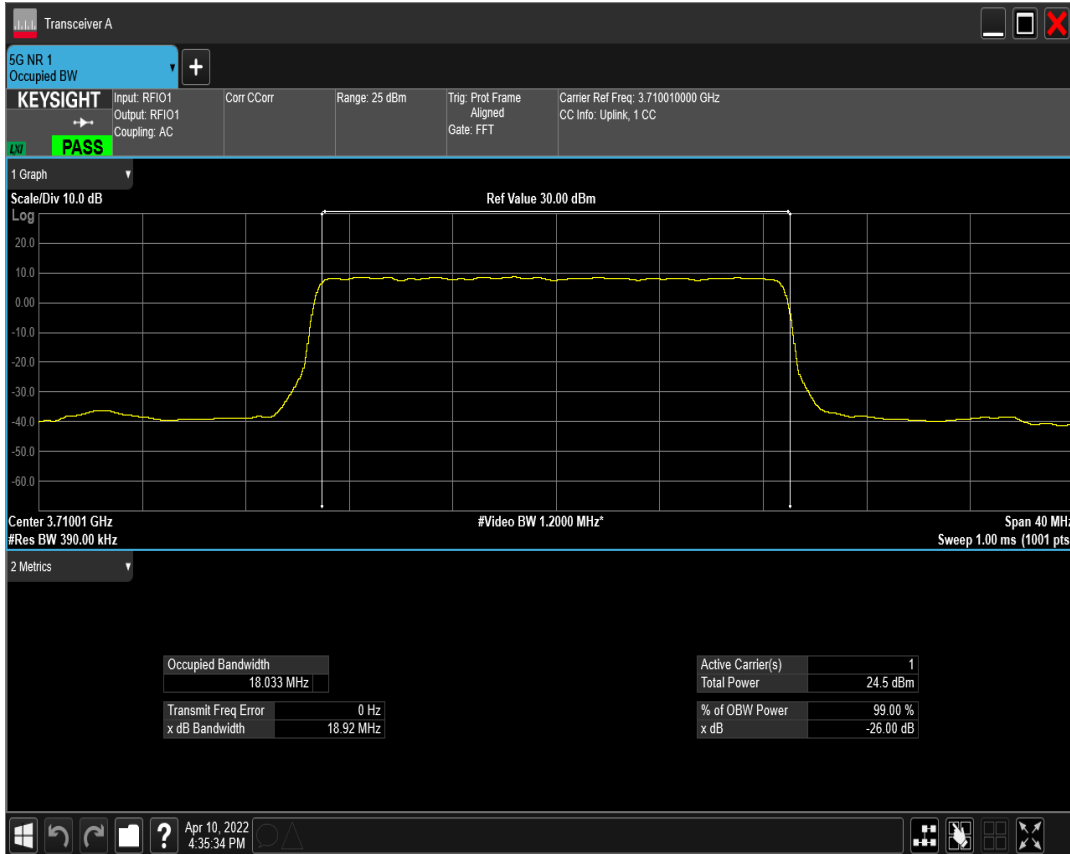 Transceiver A
5G NR 1
Occupied BW
+
KEYSIGHT
LXI
PASS
Input: RFIO1
Output: RFIO1
Coupling: AC
Corr CCorr
Range: 25 dBm
Trig: Prot Frame
Aligned
Gate: FFT
Carrier Ref Freq: 3.710010000 GHz
CC Info: Uplink, 1 CC
1 Graph
Scale/Div 10.0 dB
Ref Value 30.00 dBm
Log
20.0
10.0
0.00
-10.0
-20.0
-30.0
-40.0
-50.0
-60.0
Center 3.71001 GHz
#Video BW 1.2000 MHz*
Span 40 MHz
#Res BW 390.00 kHz
Sweep 1.00 ms (1001 pts
2 Metrics
Occupied Bandwidth
18.033 MHz
Transmit Freq Error 0 Hz
x dB Bandwidth 18.92 MHz
Active Carrier(s) 1
Total Power 24.5 dBm
% of OBW Power 99.00 %
x dB -26.00 dB
?
Apr 10, 2022
4:35:34 PM